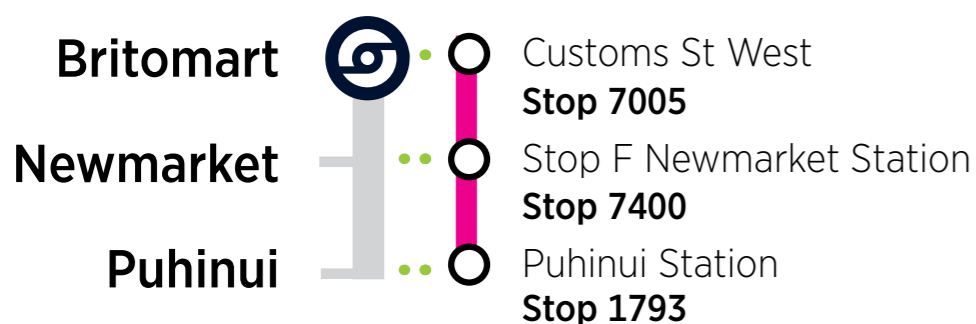 Britomart
Customs St West
Stop 7005
Newmarket
Stop F Newmarket Station
Stop 7400
Puhinui
Puhinui Station
Stop 1793